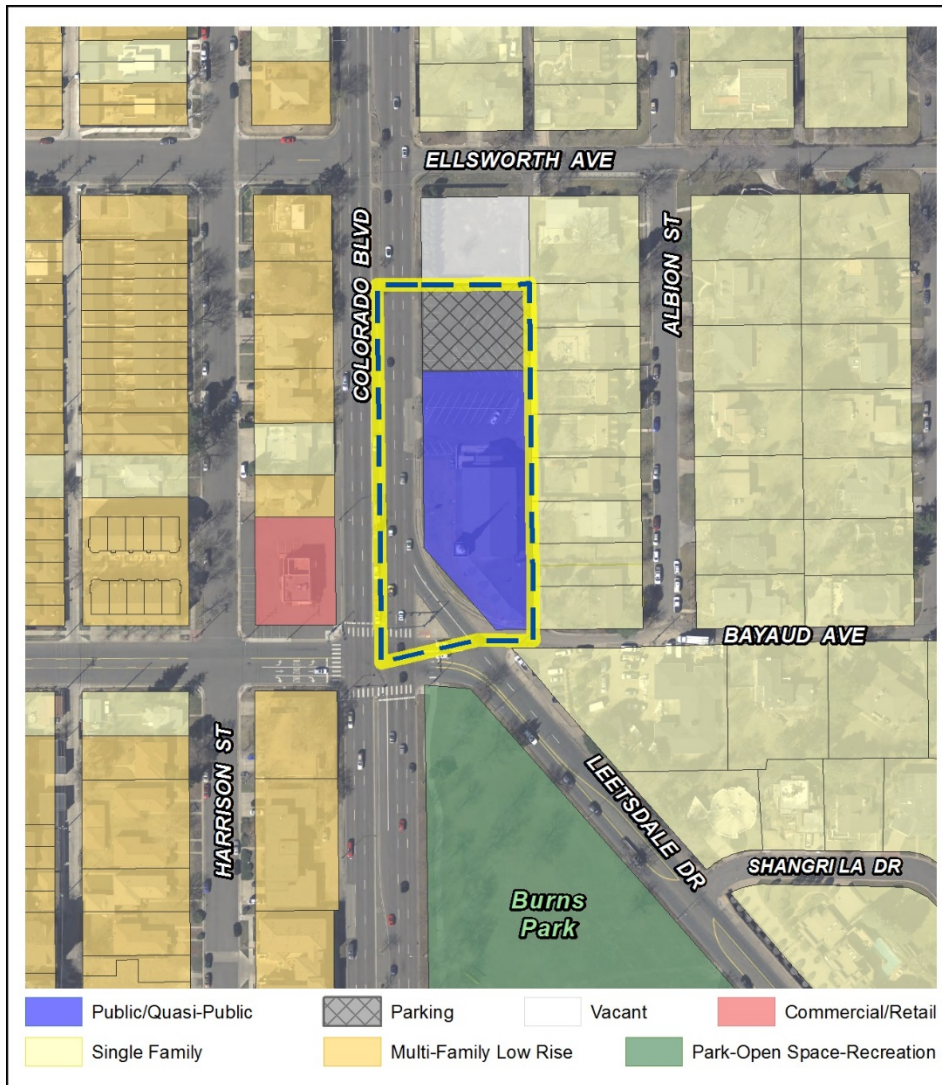 ELLSWORTH AVE
COLORADO BLVD
ALBION ST
BAYAUD AVE
HARRISON ST
LEETSDALE DR
SHANGRI LA DR
Burns
Park
Public/Quasi-Public
Parking
Vacant
Commercial/Retail
Single Family
Multi-Family Low Rise
Park-Open Space-Recreation